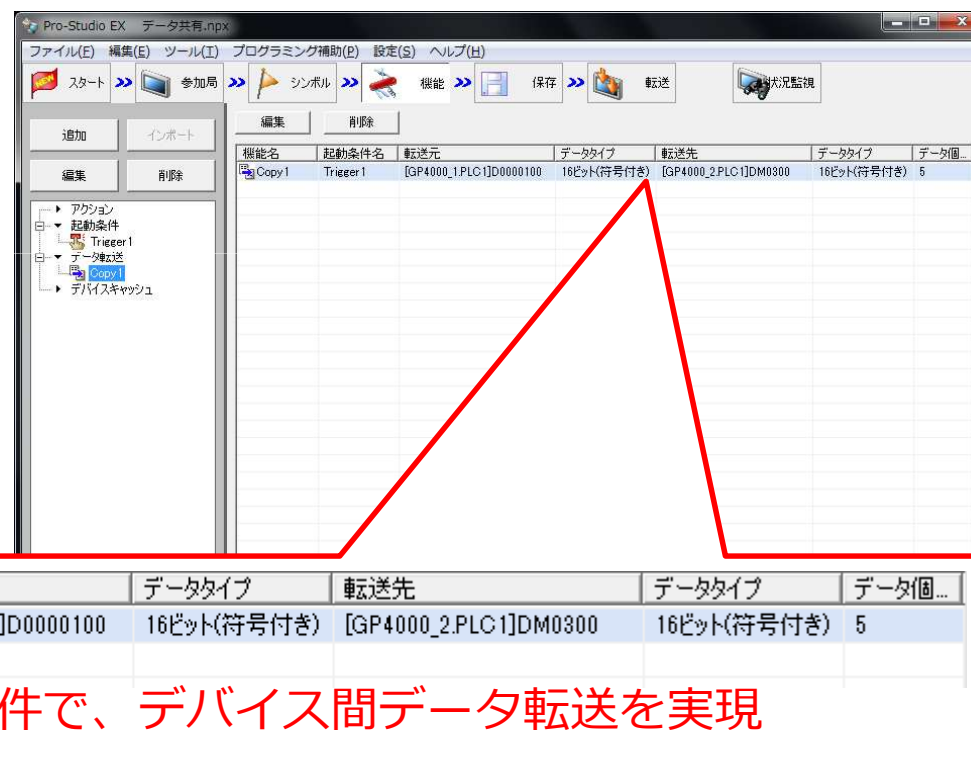 Pro-Studio EX データ共有.npx
ファイル(F) 編集(E) ツール(T) プログラミング補助(P) 設定(S) ヘルプ(H)
スタート 参加局 シンボル 機能 保存 転送 状況監視
追加 インポート
編集 削除
編集 削除
アクション
起動条件
Trigger1
データ転送
Copy1
デバイスキャッシュ
機能名 起動条件名 転送元 データタイプ 転送先 データタイプ データ個...
Copy1 Trigger1 [GP4000_1.PLC1]D0000100 16ビット(符号付き) [GP4000_2.PLC1]DM0300 16ビット(符号付き) 5
データタイプ 転送先 データタイプ データ個...
]D0000100 16ビット(符号付き) [GP4000_2.PLC1]DM0300 16ビット(符号付き) 5
件で、デバイス間データ転送を実現